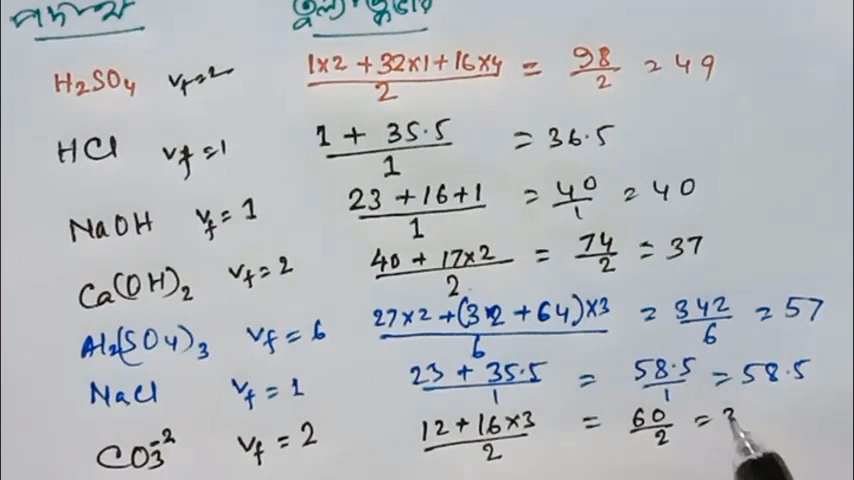 পদার্থ তুল্য ভার
H₂SO₄ Vf=2 (1×2+32×1+16×4)/2 = 98/2 = 49
HCl Vf=1 (1+35.5)/1 = 36.5
NaOH Vf=1 (23+16+1)/1 = 40/1 = 40
Ca(OH)₂ Vf=2 (40+17×2)/2 = 74/2 = 37
Al₂(SO₄)₃ Vf=6 (27×2+(32+64)×3)/6 = 342/6 = 57
NaCl Vf=1 (23+35.5)/1 = 58.5/1 = 58.5
CO₃⁻² Vf=2 (12+16×3)/2 = 60/2 = 3